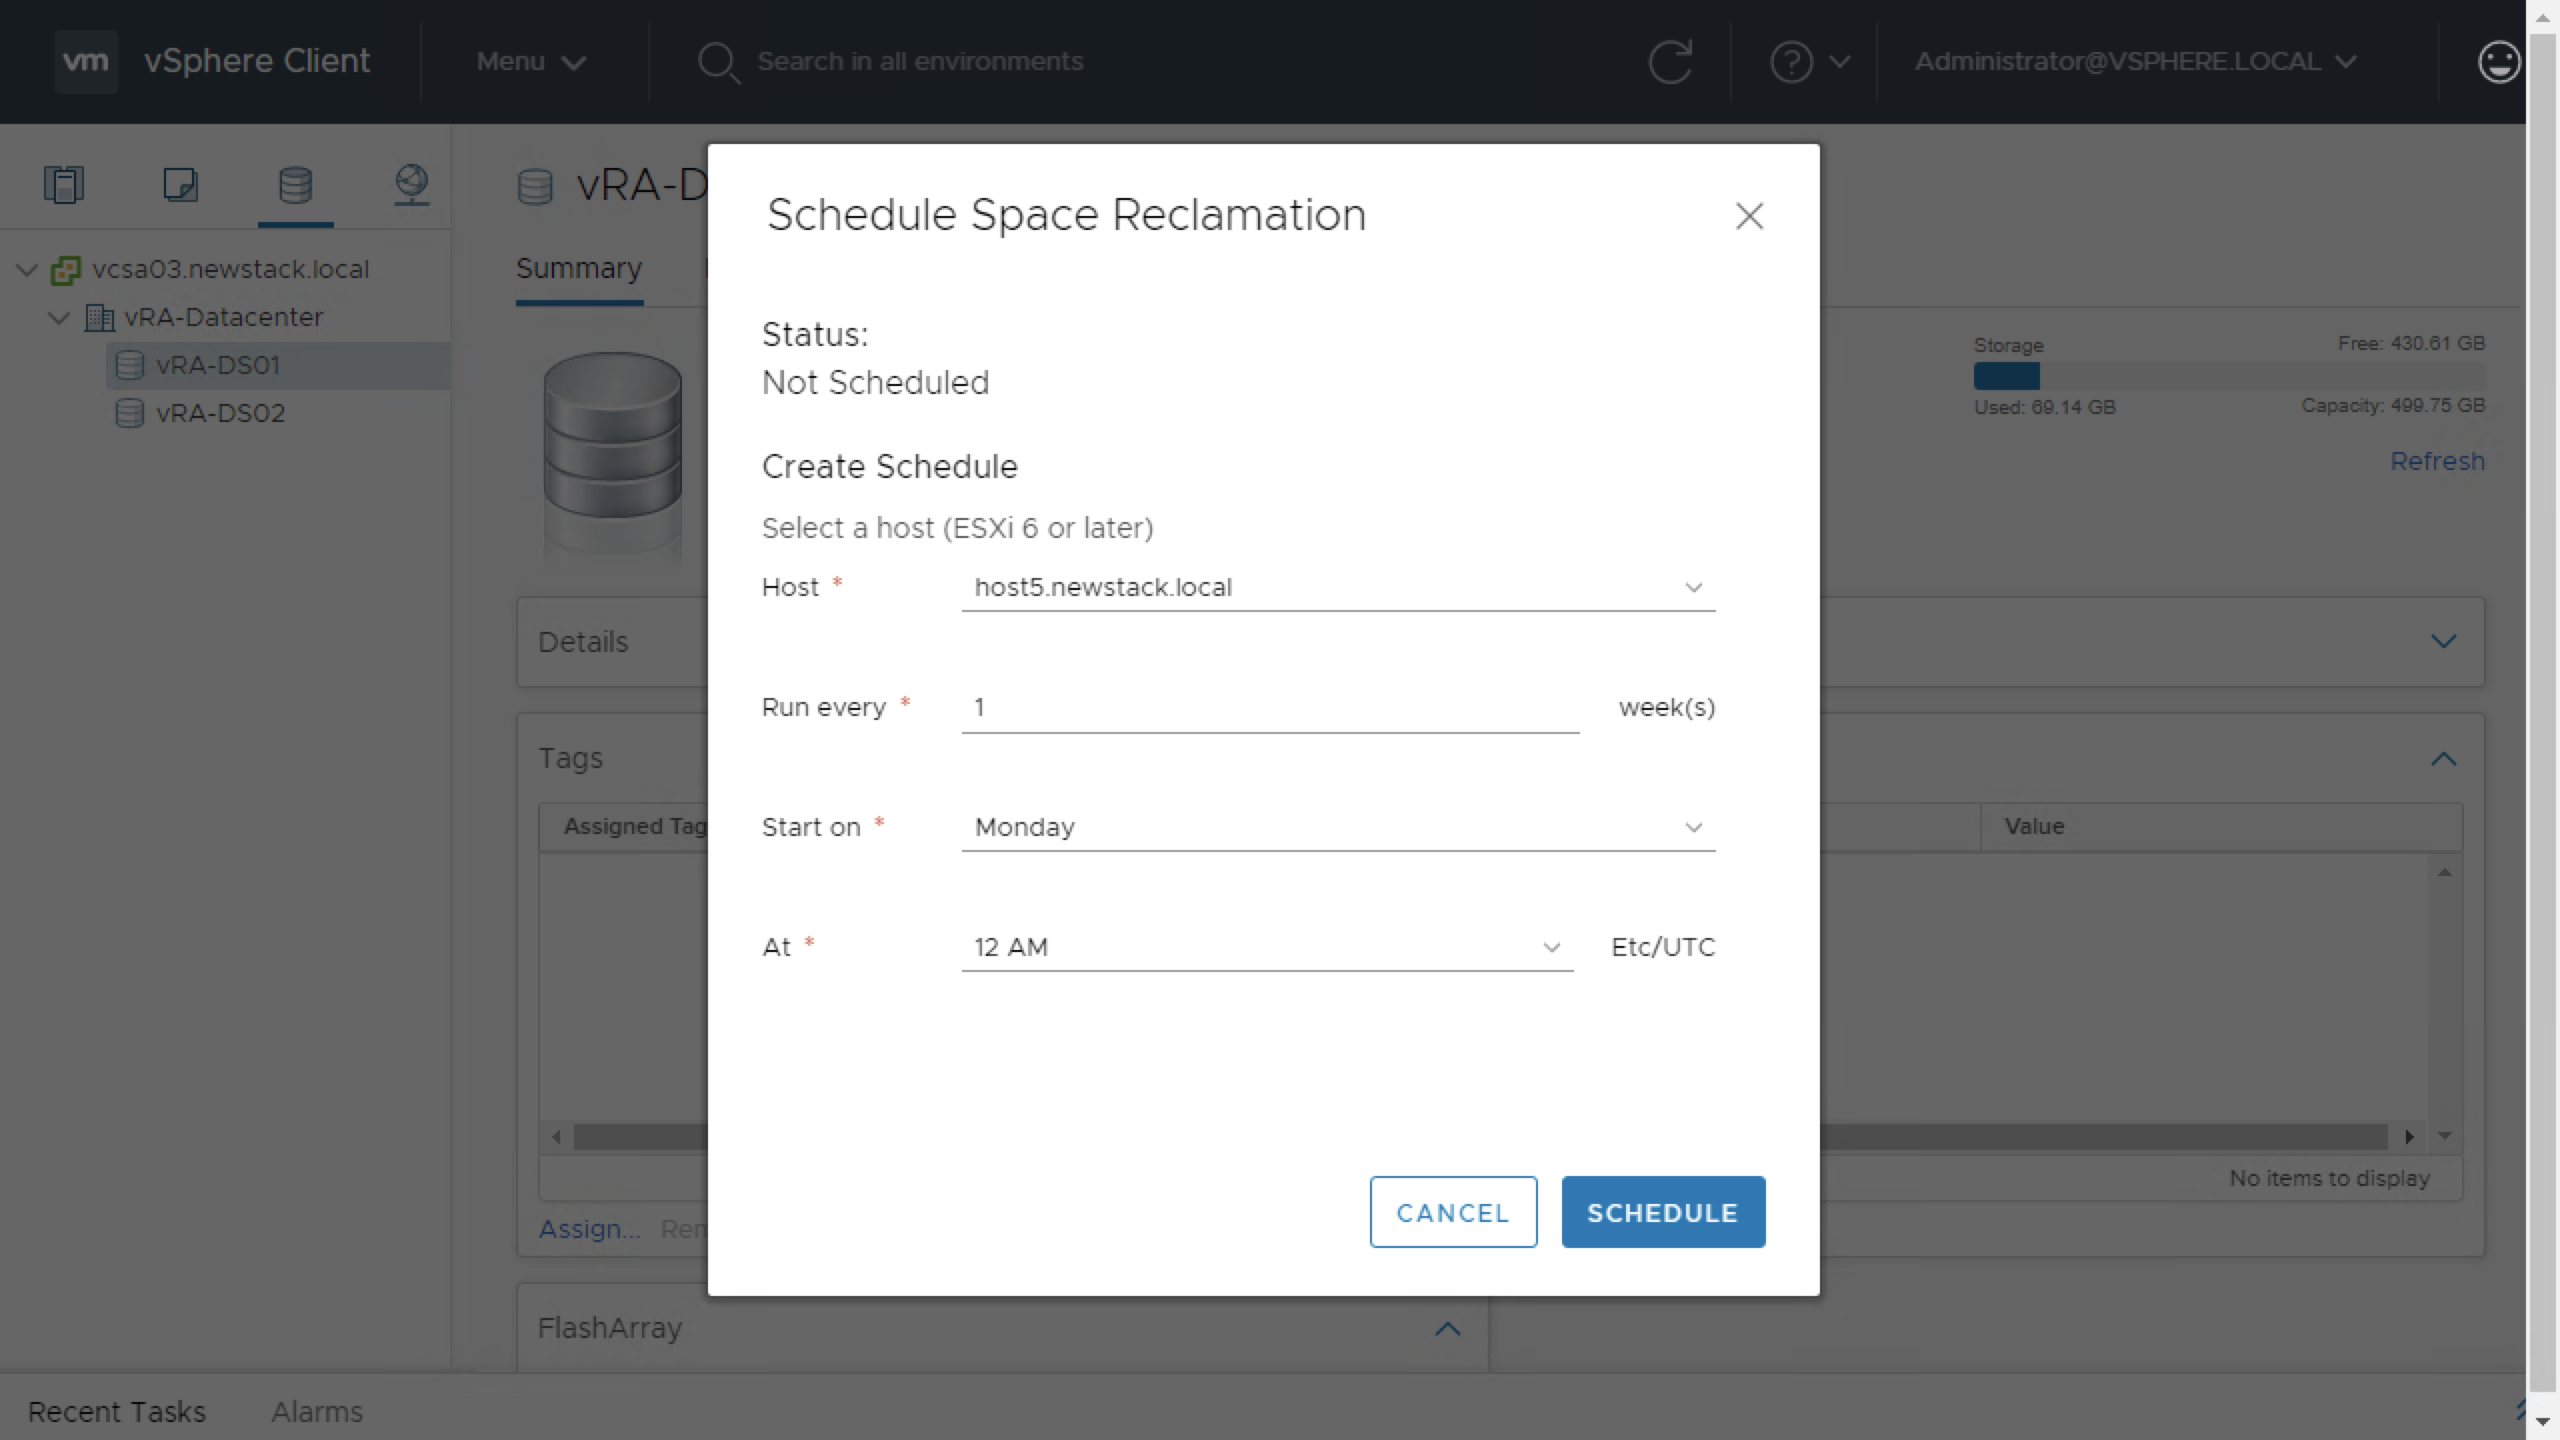 vm vSphere Client Menu Search in all environments ? Administrator@VSPHERE.LOCAL
vcsa03.newstack.local
vRA-Datacenter
vRA-DS01
vRA-DS02
vRA-D
Summary
Storage Free: 430.61 GB
Used: 69.14 GB Capacity: 499.75 GB
Refresh
Details
Tags
Assigned Tag Value
No items to display
Assign... Rem
FlashArray
Schedule Space Reclamation
Status:
Not Scheduled
Create Schedule
Select a host (ESXi 6 or later)
Host * host5.newstack.local
Run every * 1 week(s)
Start on * Monday
At * 12 AM Etc/UTC
CANCEL SCHEDULE
Recent Tasks Alarms